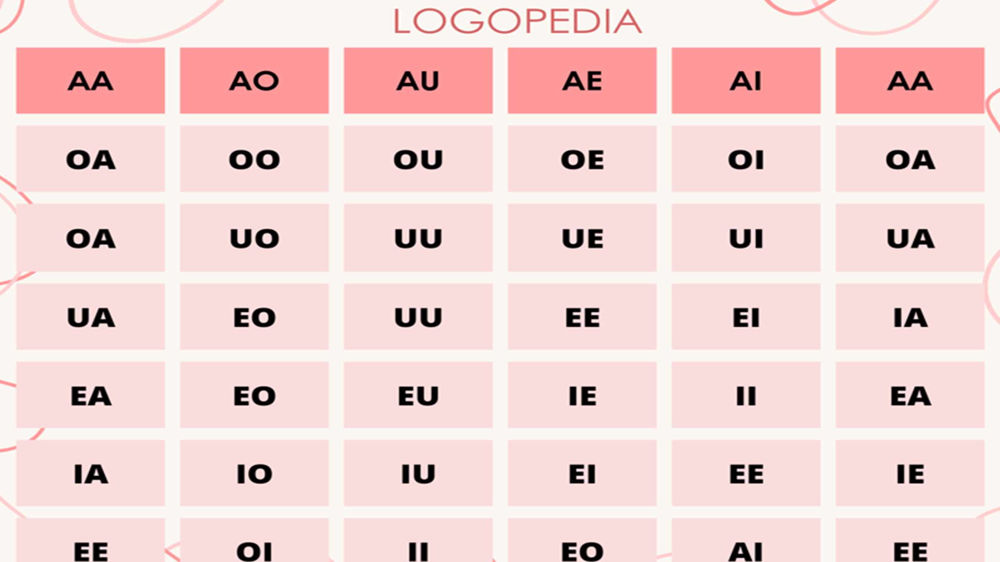 LOGOPEDIA
AA AO AU AE AI AA
OA OO OU OE OI OA
OA UO UU UE UI UA
UA EO UU EE EI IA
EA EO EU IE II EA
IA IO IU EI EE IE
EE OI II EO AI EE